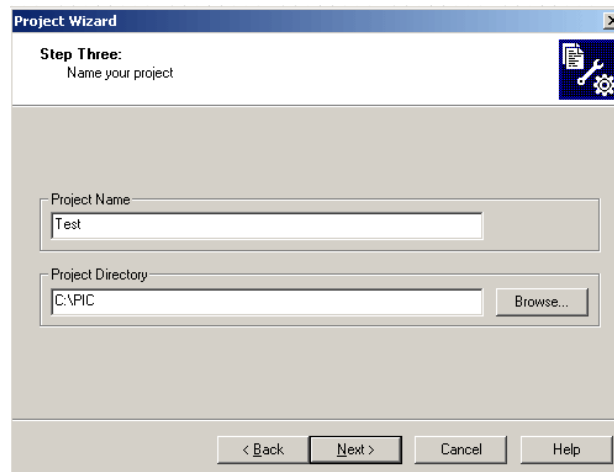 Project Wizard
Step Three:
Name your project
Project Name
Test
Project Directory
C:\PIC
Browse...
< Back
Next >
Cancel
Help